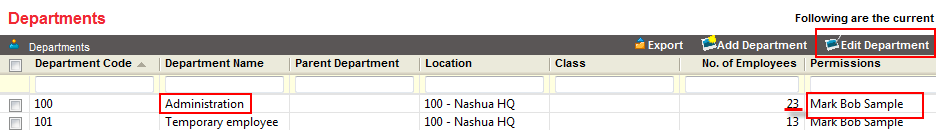 Departments Following are the current
Departments Export Add Department Edit Department
Department Code Department Name Parent Department Location Class No. of Employees Permissions
100 Administration 100 - Nashua HQ 23 Mark Bob Sample
101 Temporary employee 100 - Nashua HQ 13 Mark Bob Sample